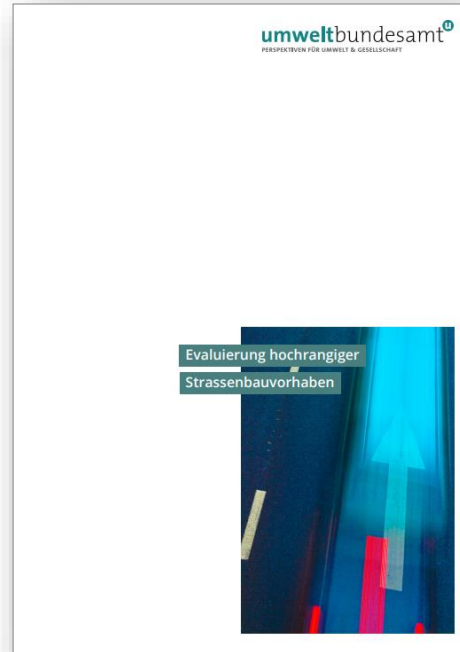 umweltbundesamt ᵘ
PERSPEKTIVEN FÜR UMWELT & GESELLSCHAFT
Evaluierung hochrangiger
Strassenbauvorhaben